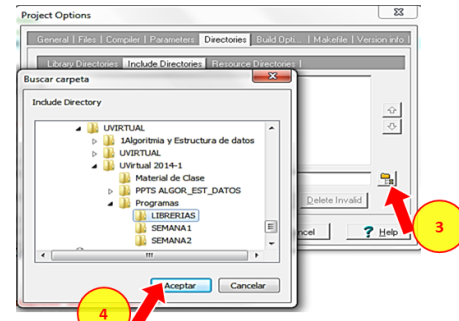 Project Options
General | Files | Compiler | Parameters Directories Build Opti... | Makefile | Version info
Library Directories Include Directories Resource Directories
Buscar carpeta
Include Directory
UVIRTUAL
1Algoritmia y Estructura de datos
UVIRTUAL
UVirtual 2014-1
Material de Clase
PPTS ALGOR_EST_DATOS
Programas
LIBRERIAS
SEMANA1
SEMANA2
Delete Invalid
ncel
? Help
3
Aceptar
Cancelar
4